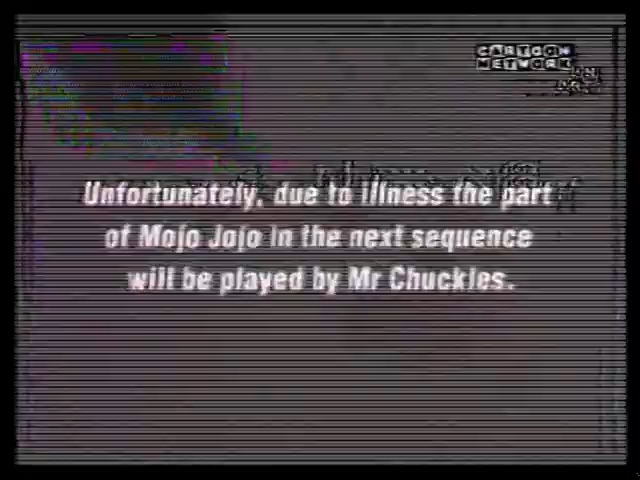 CARTOON
NETWORK
Unfortunately, due to illness the part
of Mojo Jojo in the next sequence
will be played by Mr Chuckles.